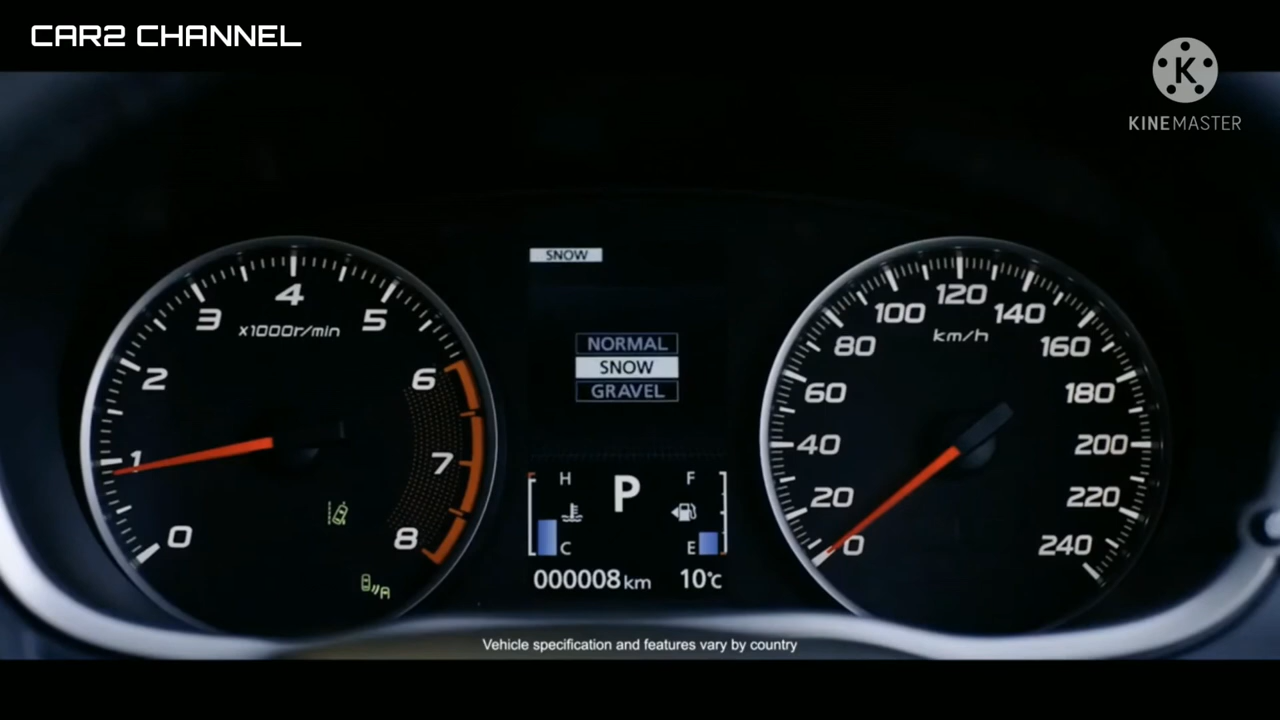 CAR2 CHANNEL
K
KINEMASTER
SNOW
NORMAL
SNOW
GRAVEL
0
1
2
3
4
5
6
7
8
x1000r/min
H
C
P
F
E
000008 km
10°C
0
20
40
60
80
100
120
140
160
180
200
220
240
km/h
A
Vehicle specification and features vary by country